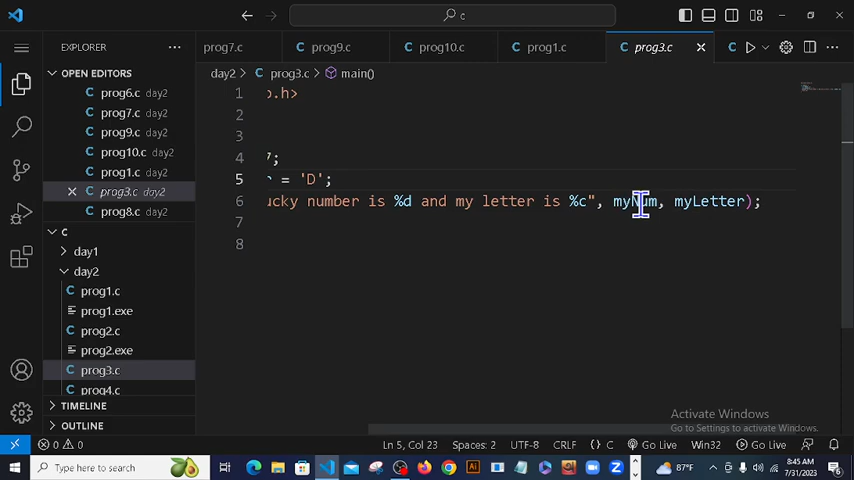 c
EXPLORER
OPEN EDITORS
prog6.c day2
prog7.c day2
prog9.c day2
prog10.c day2
prog1.c day2
prog3.c day2
prog8.c day2
C
day1
day2
prog1.c
prog1.exe
prog2.c
prog2.exe
prog3.c
prog4.c
TIMELINE
OUTLINE
prog7.c prog9.c prog10.c prog1.c prog3.c
day2 > prog3.c > main()
1 o.h>
2
3
4 7;
5 = 'D';
6 ucky number is %d and my letter is %c", myNum, myLetter);
7
8
Activate Windows
Go to Settings to activate Windows.
0 0 Ln 5, Col 23 Spaces: 2 UTF-8 CRLF {} C Go Live Win32 Go Live
Type here to search 87°F 8:45 AM
7/31/2023